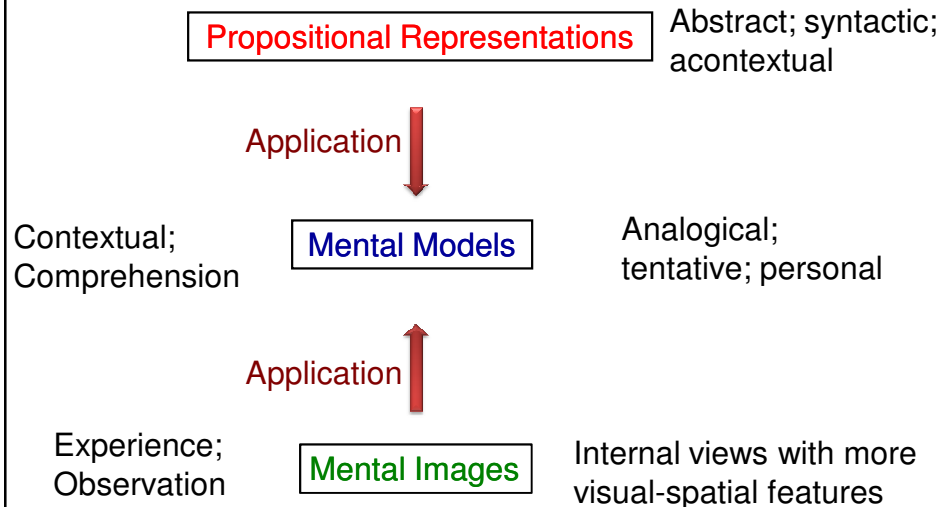 Propositional Representations
Abstract; syntactic;
acontextual
Application
Contextual;
Comprehension
Mental Models
Analogical;
tentative; personal
Application
Experience;
Observation
Mental Images
Internal views with more
visual-spatial features